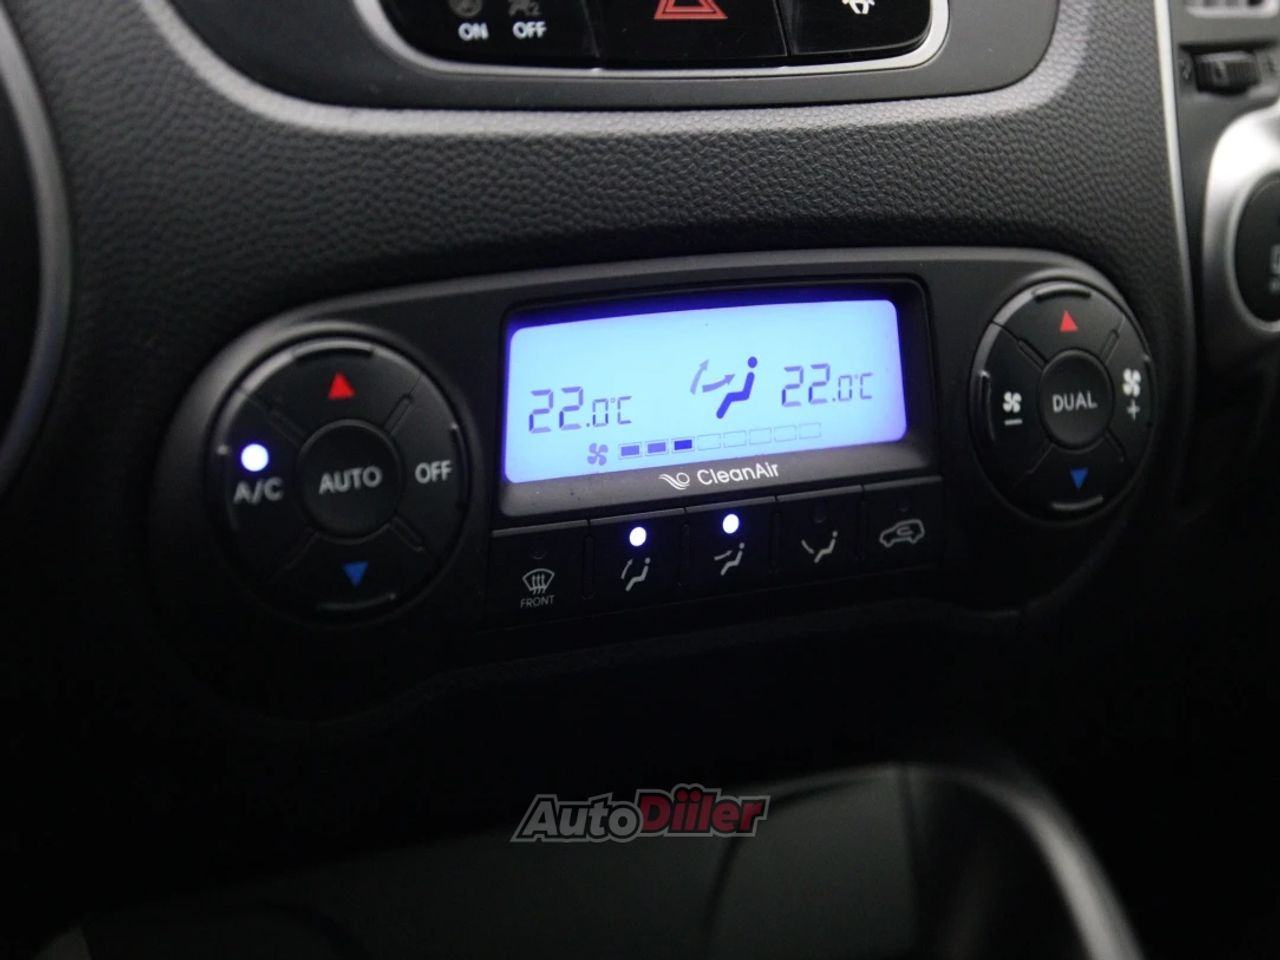 ON OFF
22.0°C 22.0°C
CleanAir
A/C AUTO OFF
DUAL
FRONT
AutoDiiler